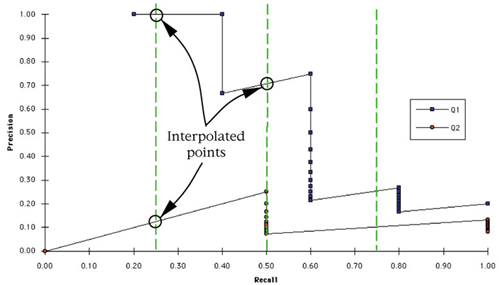 1.00
0.90
0.80
0.70
0.60
0.50
0.40
0.30
0.20
0.10
0.00
Precision
Interpolated
points
Q1
Q2
0.00 0.10 0.20 0.30 0.40 0.50 0.60 0.70 0.80 0.90 1.00
Recall